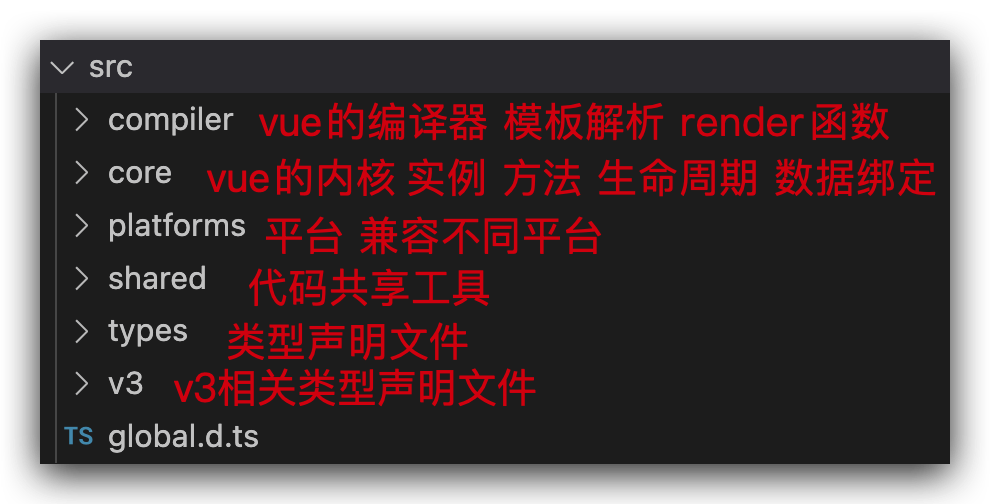 src
compiler vue的编译器 模板解析 render函数
core vue的内核 实例 方法 生命周期 数据绑定
platforms 平台 兼容不同平台
shared 代码共享工具
types 类型声明文件
v3 v3相关类型声明文件
TS global.d.ts